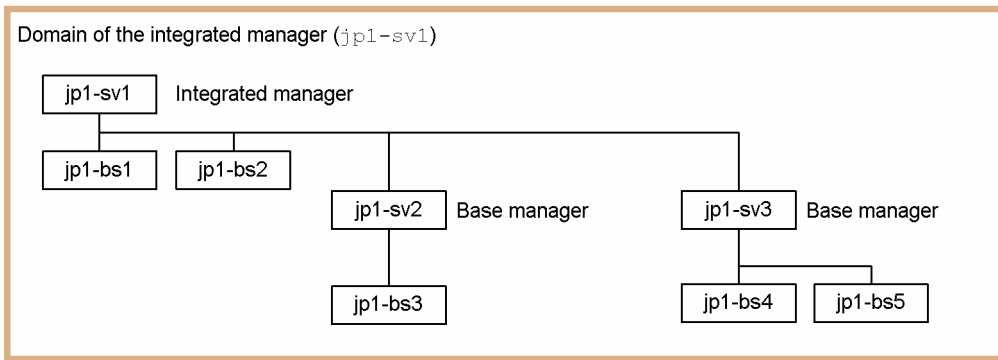 Domain of the integrated manager (jp1-sv1)
jp1-sv1 Integrated manager
jp1-bs1 jp1-bs2
jp1-sv2 Base manager jp1-sv3 Base manager
jp1-bs3 jp1-bs4 jp1-bs5